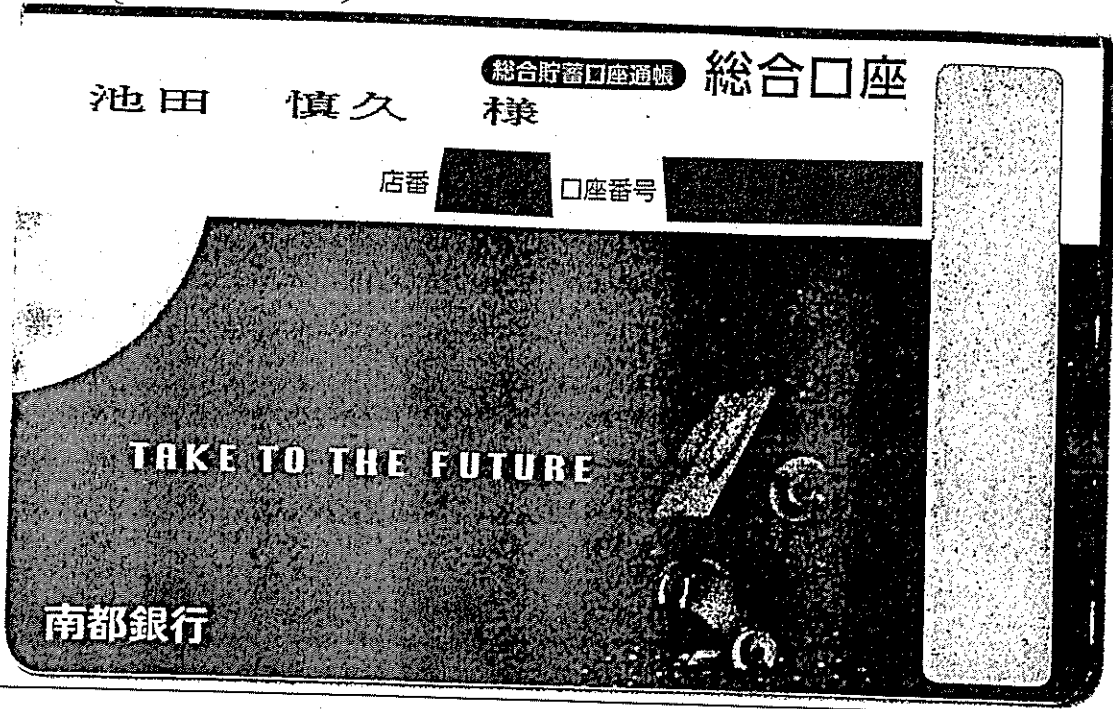 総合貯蓄口座通帳 総合口座
池田 慎久 様
店番 口座番号
TAKE TO THE FUTURE
南都銀行